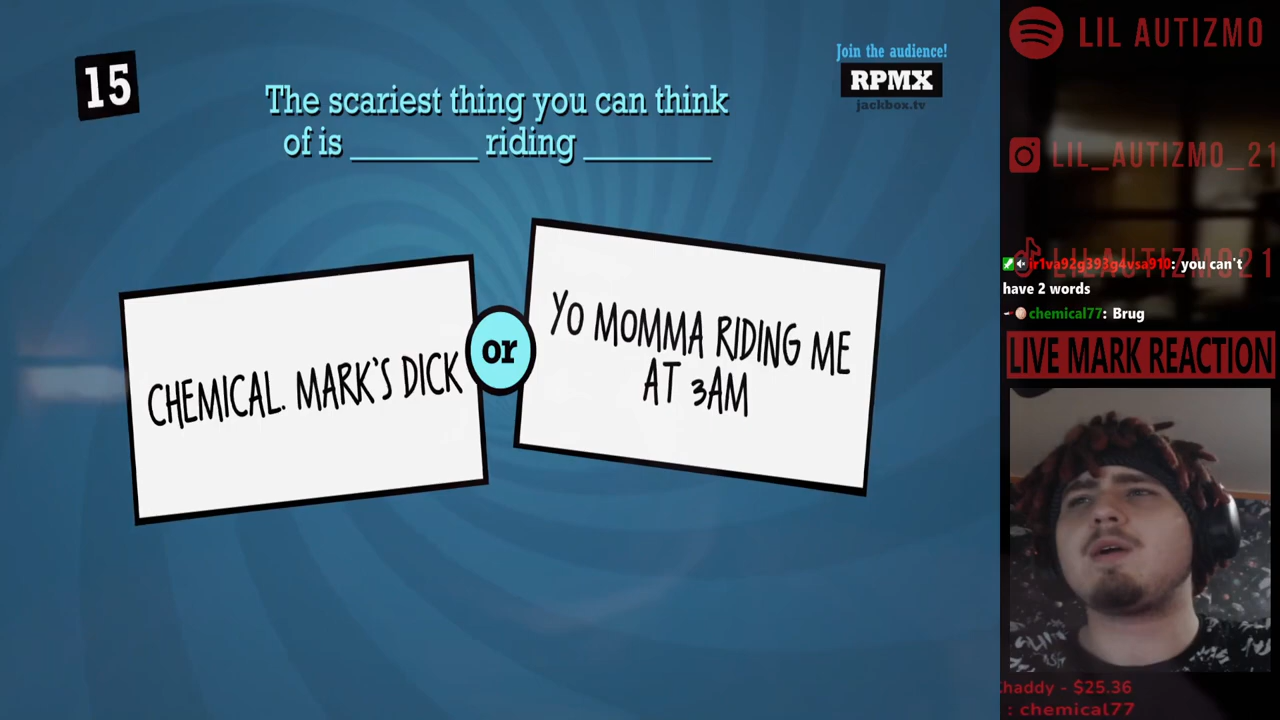 15
The scariest thing you can think
of is ________ riding ________
Join the audience!
RPMX
jackbox.tv
CHEMICAL. MARK'S DICK
or
YO MOMMA RIDING ME
AT 3AM
LIL AUTIZMO
LIL_AUTIZMO_21
LILAUTIZMO21
ir1va92g393g4vsa910: you can't
have 2 words
chemical77: Brug
LIVE MARK REACTION
haddy - $25.36
: chemical77